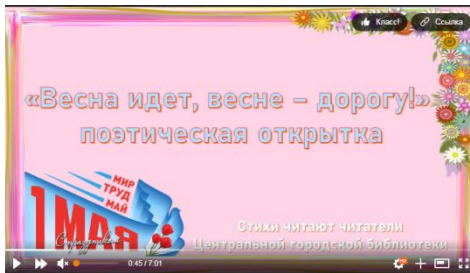 Класс!
Ссылка
«Весна идет, весне – дорогу!»
поэтическая открытка
МИР
ТРУД
МАЙ
1 МАЯ
С праздником
Стихи читают читатели
Центральной городской библиотеки
0:45 / 7:01